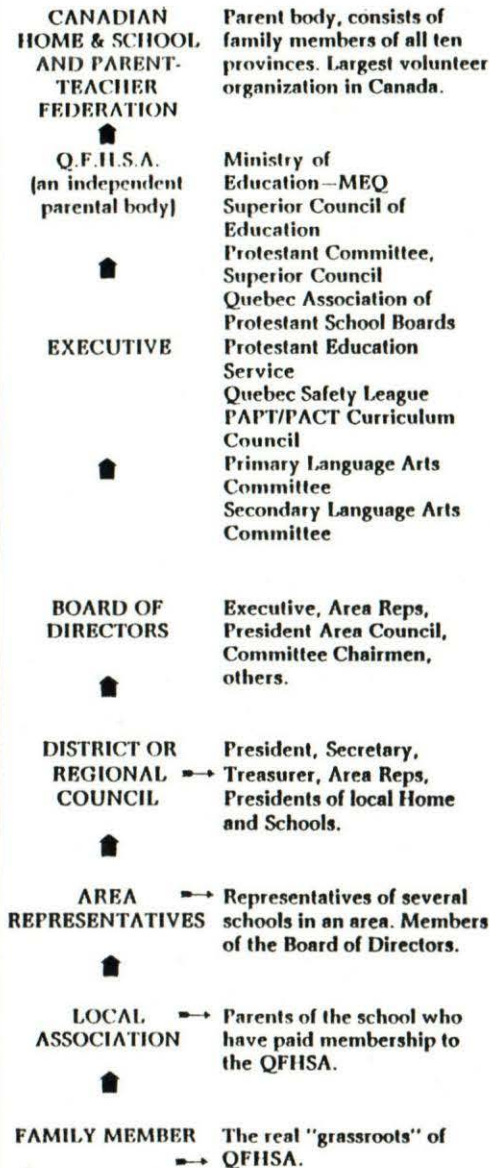 CANADIAN
HOME & SCHOOL
AND PARENT-
TEACHER
FEDERATION
Parent body, consists of
family members of all ten
provinces. Largest volunteer
organization in Canada.
Q.F.H.S.A.
(an independent
parental body)
Ministry of
Education—MEQ
Superior Council of
Education
Protestant Committee,
Superior Council
Quebec Association of
Protestant School Boards
EXECUTIVE
Protestant Education
Service
Quebec Safety League
PAPT/PACT Curriculum
Council
Primary Language Arts
Committee
Secondary Language Arts
Committee
BOARD OF
DIRECTORS
Executive, Area Reps,
President Area Council,
Committee Chairmen,
others.
DISTRICT OR
REGIONAL
COUNCIL
President, Secretary,
Treasurer, Area Reps,
Presidents of local Home
and Schools.
AREA
REPRESENTATIVES
Representatives of several
schools in an area. Members
of the Board of Directors.
LOCAL
ASSOCIATION
Parents of the school who
have paid membership to
the QFHSA.
FAMILY MEMBER
The real "grassroots" of
QFHSA.